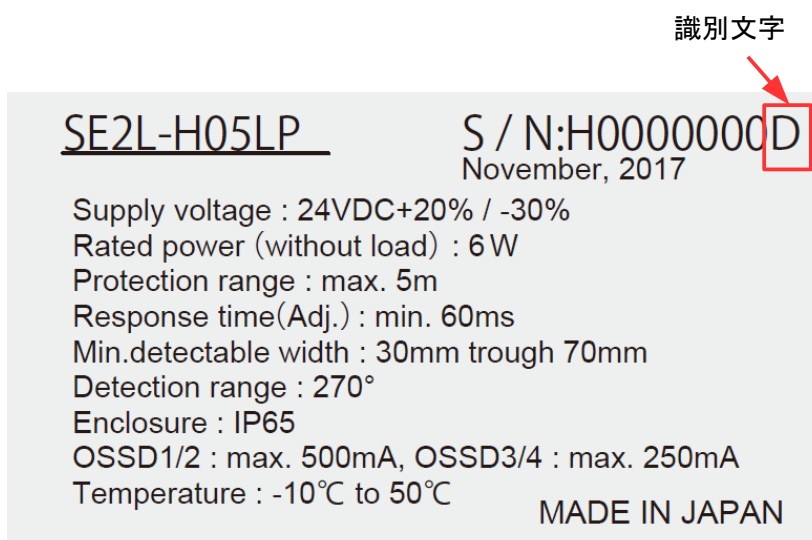 識別文字
SE2L-H05LP
S / N:H0000000D
November, 2017
Supply voltage : 24VDC+20% / -30%
Rated power (without load) : 6W
Protection range : max. 5m
Response time(Adj.) : min. 60ms
Min.detectable width : 30mm trough 70mm
Detection range : 270°
Enclosure : IP65
OSSD1/2 : max. 500mA, OSSD3/4 : max. 250mA
Temperature : -10℃ to 50℃
MADE IN JAPAN